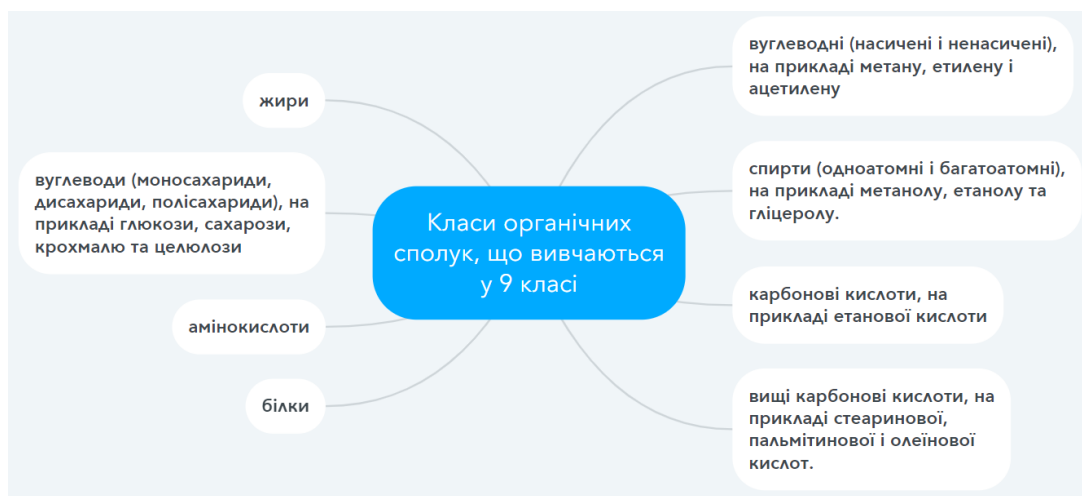 Класи органічних
сполук, що вивчаються
у 9 класі
вуглеводні (насичені і ненасичені),
на прикладі метану, етилену і
ацетилену
спирти (одноатомні і багатоатомні),
на прикладі метанолу, етанолу та
гліцеролу.
карбонові кислоти, на
прикладі етанової кислоти
вищі карбонові кислоти, на
прикладі стеаринової,
пальмітинової і олеїнової
кислот.
жири
вуглеводи (моносахариди,
дисахариди, полісахариди), на
прикладі глюкози, сахарози,
крохмалю та целюлози
амінокислоти
білки